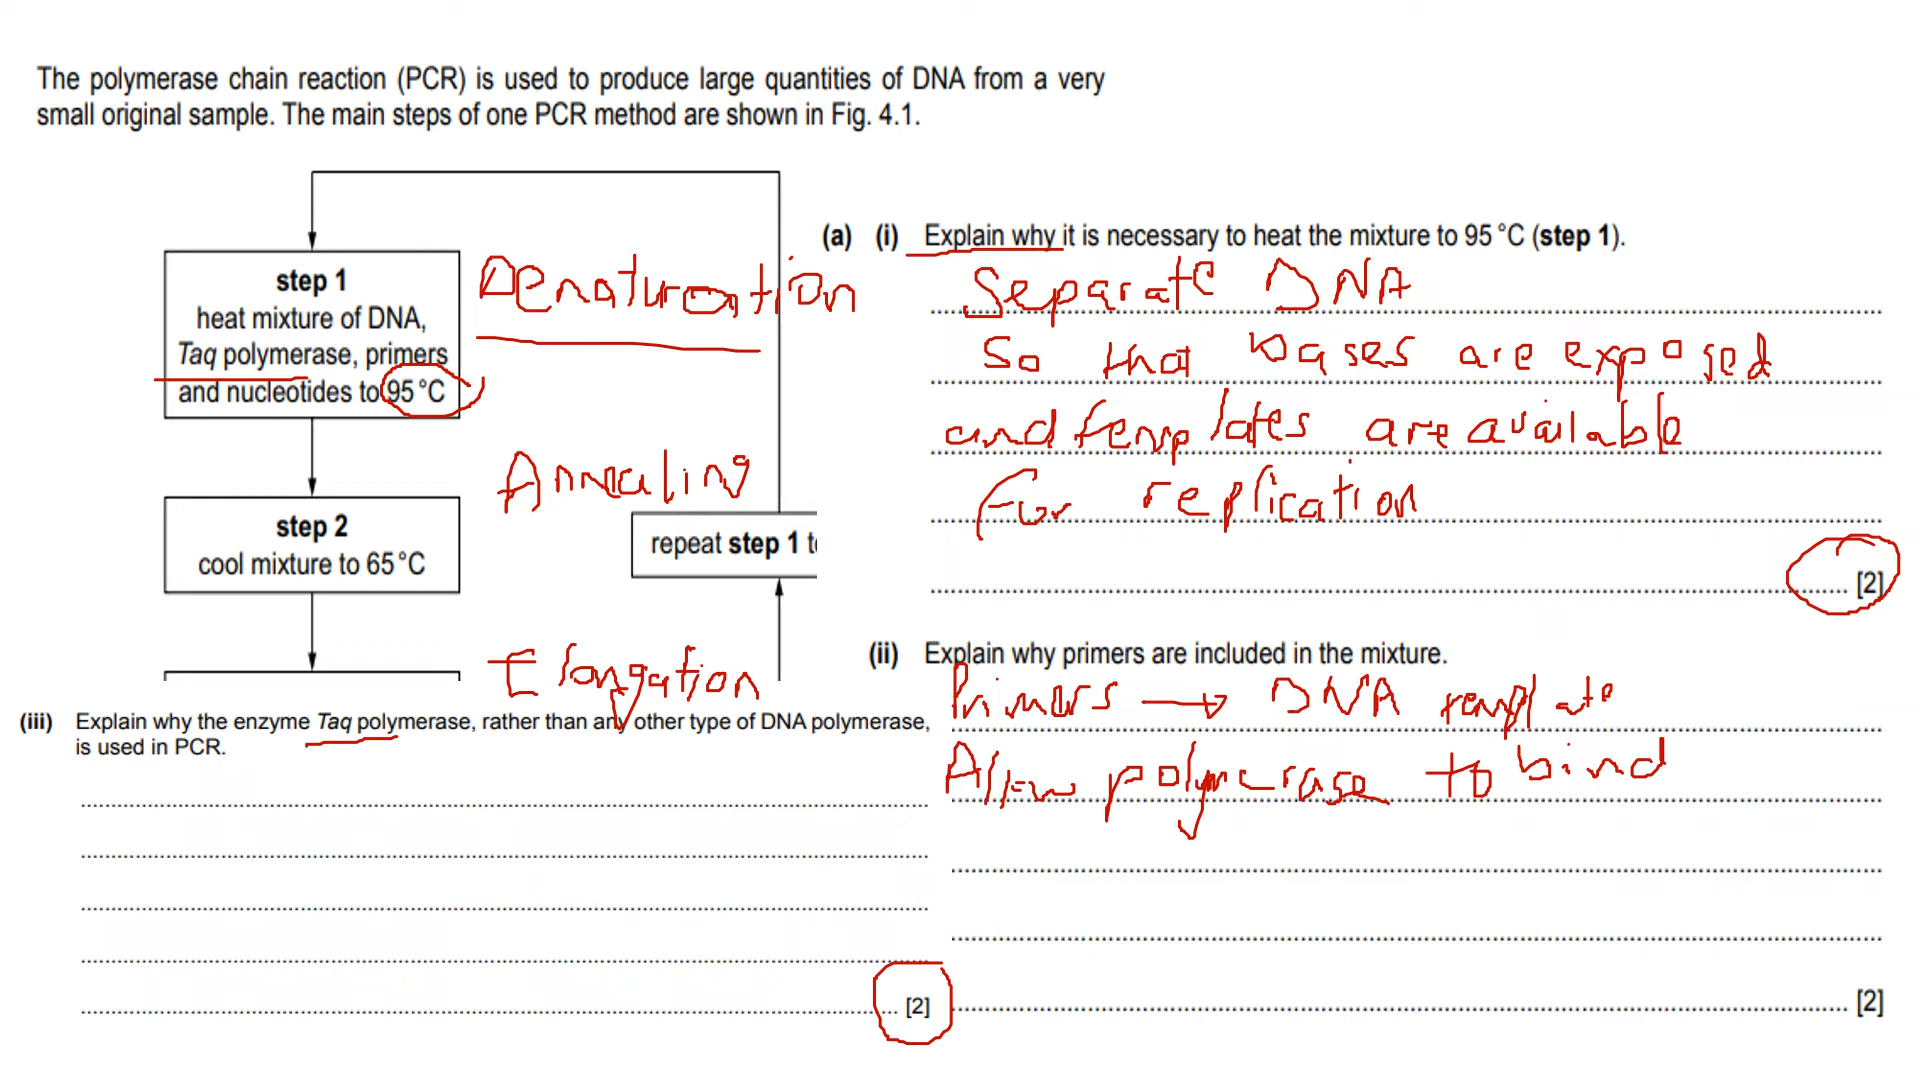 The polymerase chain reaction (PCR) is used to produce large quantities of DNA from a very
small original sample. The main steps of one PCR method are shown in Fig. 4.1.
step 1
heat mixture of DNA,
Taq polymerase, primers
and nucleotides to 95 °C
Denaturation
Annealing
step 2
cool mixture to 65 °C
repeat step 1 t
Elongation
(a) (i) Explain why it is necessary to heat the mixture to 95 °C (step 1).
Separate DNA
So that bases are exposed
and templates are available
For replication
[2]
(ii) Explain why primers are included in the mixture.
Primers → DNA template
Allow polymerase to bind
[2]
(iii) Explain why the enzyme Taq polymerase, rather than any other type of DNA polymerase,
is used in PCR.
[2]